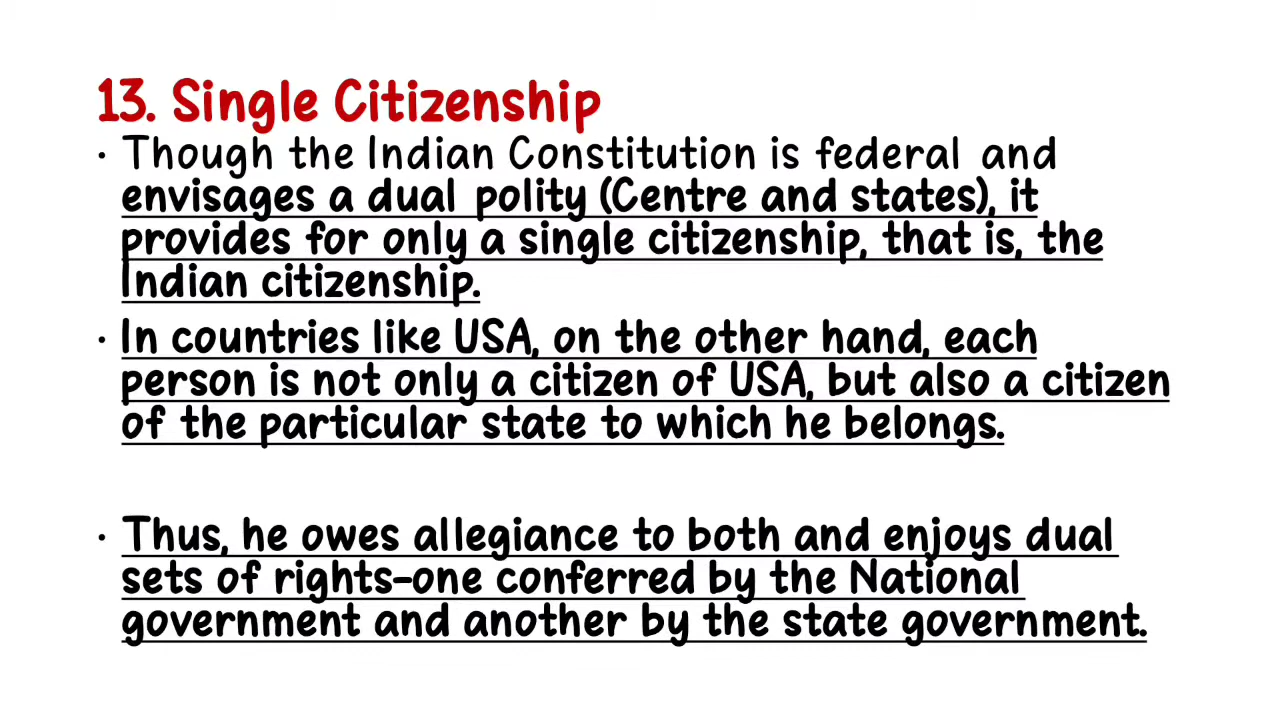 13. Single Citizenship
• Though the Indian Constitution is federal and
envisages a dual polity (Centre and states), it
provides for only a single citizenship, that is, the
Indian citizenship.
• In countries like USA, on the other hand, each
person is not only a citizen of USA, but also a citizen
of the particular state to which he belongs.
• Thus, he owes allegiance to both and enjoys dual
sets of rights-one conferred by the National
government and another by the state government.